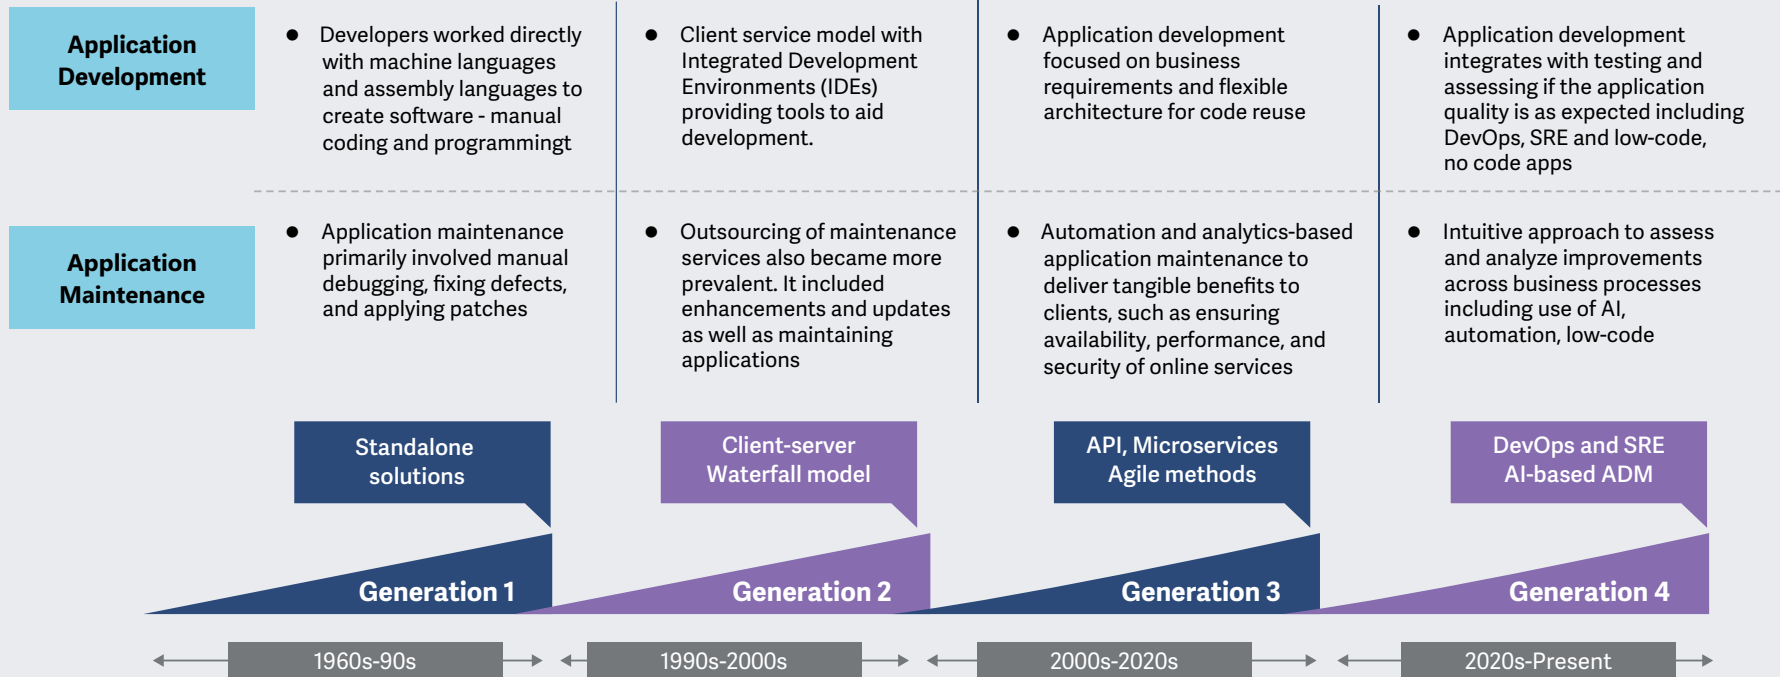 Application
Development
● Developers worked directly
with machine languages
and assembly languages to
create software - manual
coding and programmingt
● Client service model with
Integrated Development
Environments (IDEs)
providing tools to aid
development.
● Application development
focused on business
requirements and flexible
architecture for code reuse
● Application development
integrates with testing and
assessing if the application
quality is as expected including
DevOps, SRE and low-code,
no code apps
Application
Maintenance
● Application maintenance
primarily involved manual
debugging, fixing defects,
and applying patches
● Outsourcing of maintenance
services also became more
prevalent. It included
enhancements and updates
as well as maintaining
applications
● Automation and analytics-based
application maintenance to
deliver tangible benefits to
clients, such as ensuring
availability, performance, and
security of online services
● Intuitive approach to assess
and analyze improvements
across business processes
including use of AI,
automation, low-code
Standalone
solutions
Client-server
Waterfall model
API, Microservices
Agile methods
DevOps and SRE
AI-based ADM
Generation 1
Generation 2
Generation 3
Generation 4
1960s-90s
1990s-2000s
2000s-2020s
2020s-Present